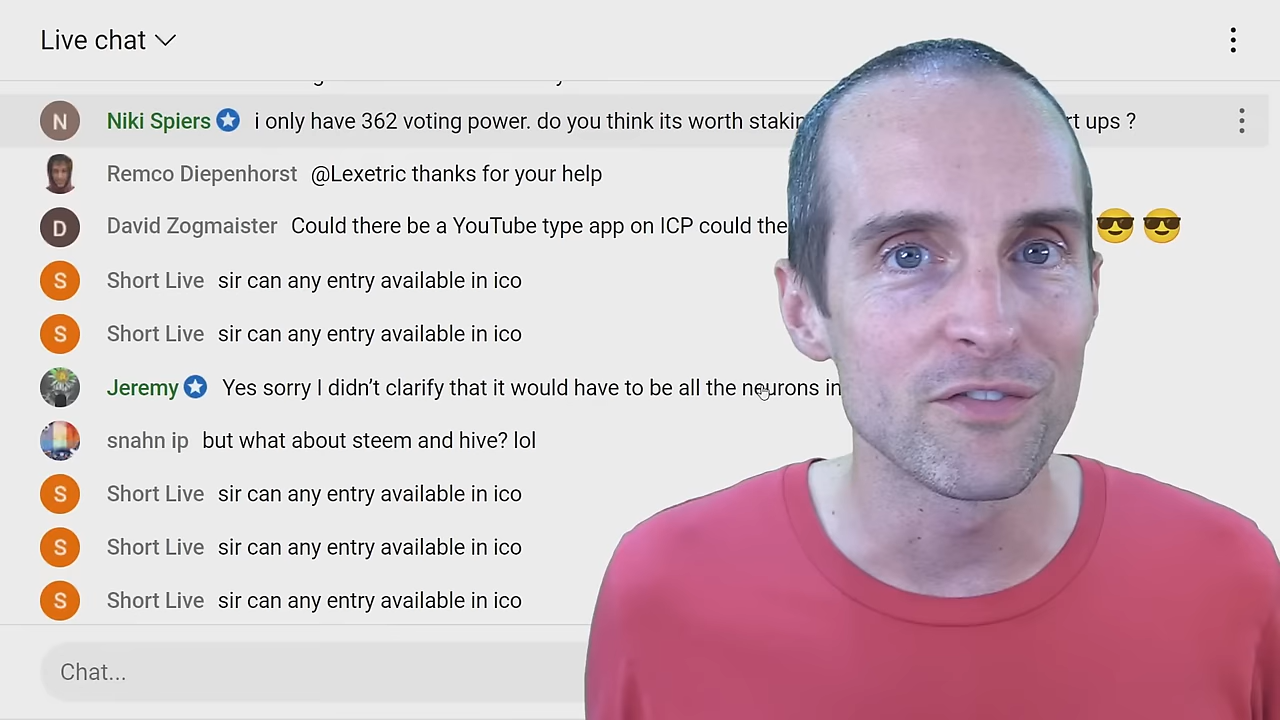 Live chat
N Niki Spiers i only have 362 voting power. do you think its worth ups ?
Remco Diepenhorst @Lexetric thanks for your help
D David Zogmaister Could there be a YouTube type app on ICP could
S Short Live sir can any entry available in ico
S Short Live sir can any entry available in ico
Jeremy Yes sorry I didn’t clarify that it would have to be all the neurons in
snahn ip but what about steem and hive? lol
S Short Live sir can any entry available in ico
S Short Live sir can any entry available in ico
S Short Live sir can any entry available in ico
Chat...